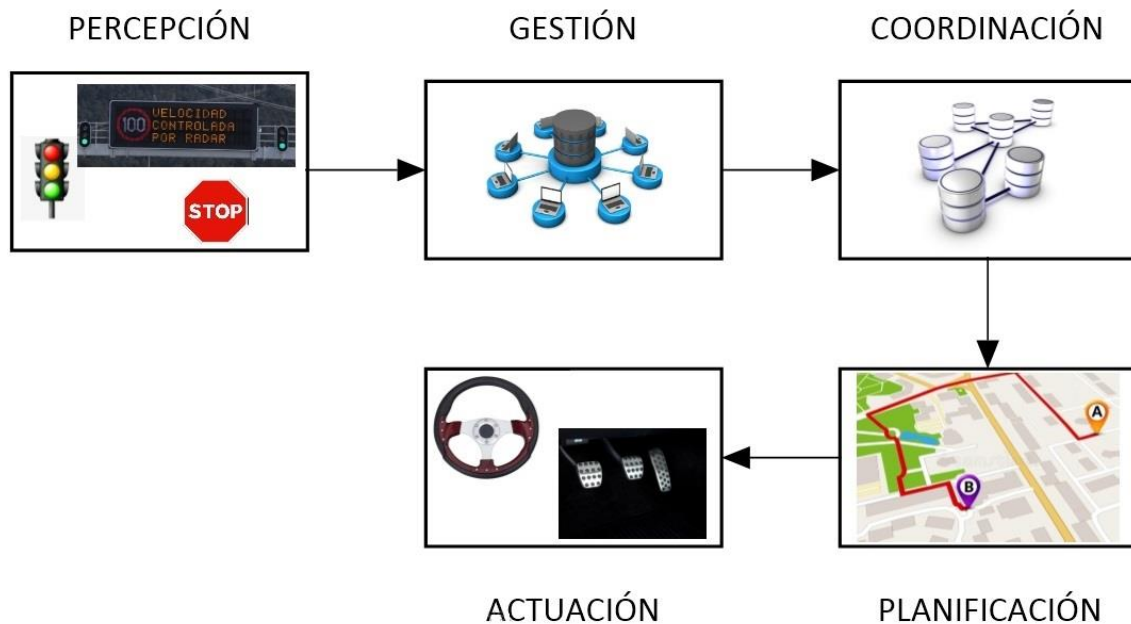 PERCEPCIÓN
GESTIÓN
COORDINACIÓN
100
VELOCIDAD
CONTROLADA
POR RADAR
STOP
A
B
ACTUACIÓN
PLANIFICACIÓN